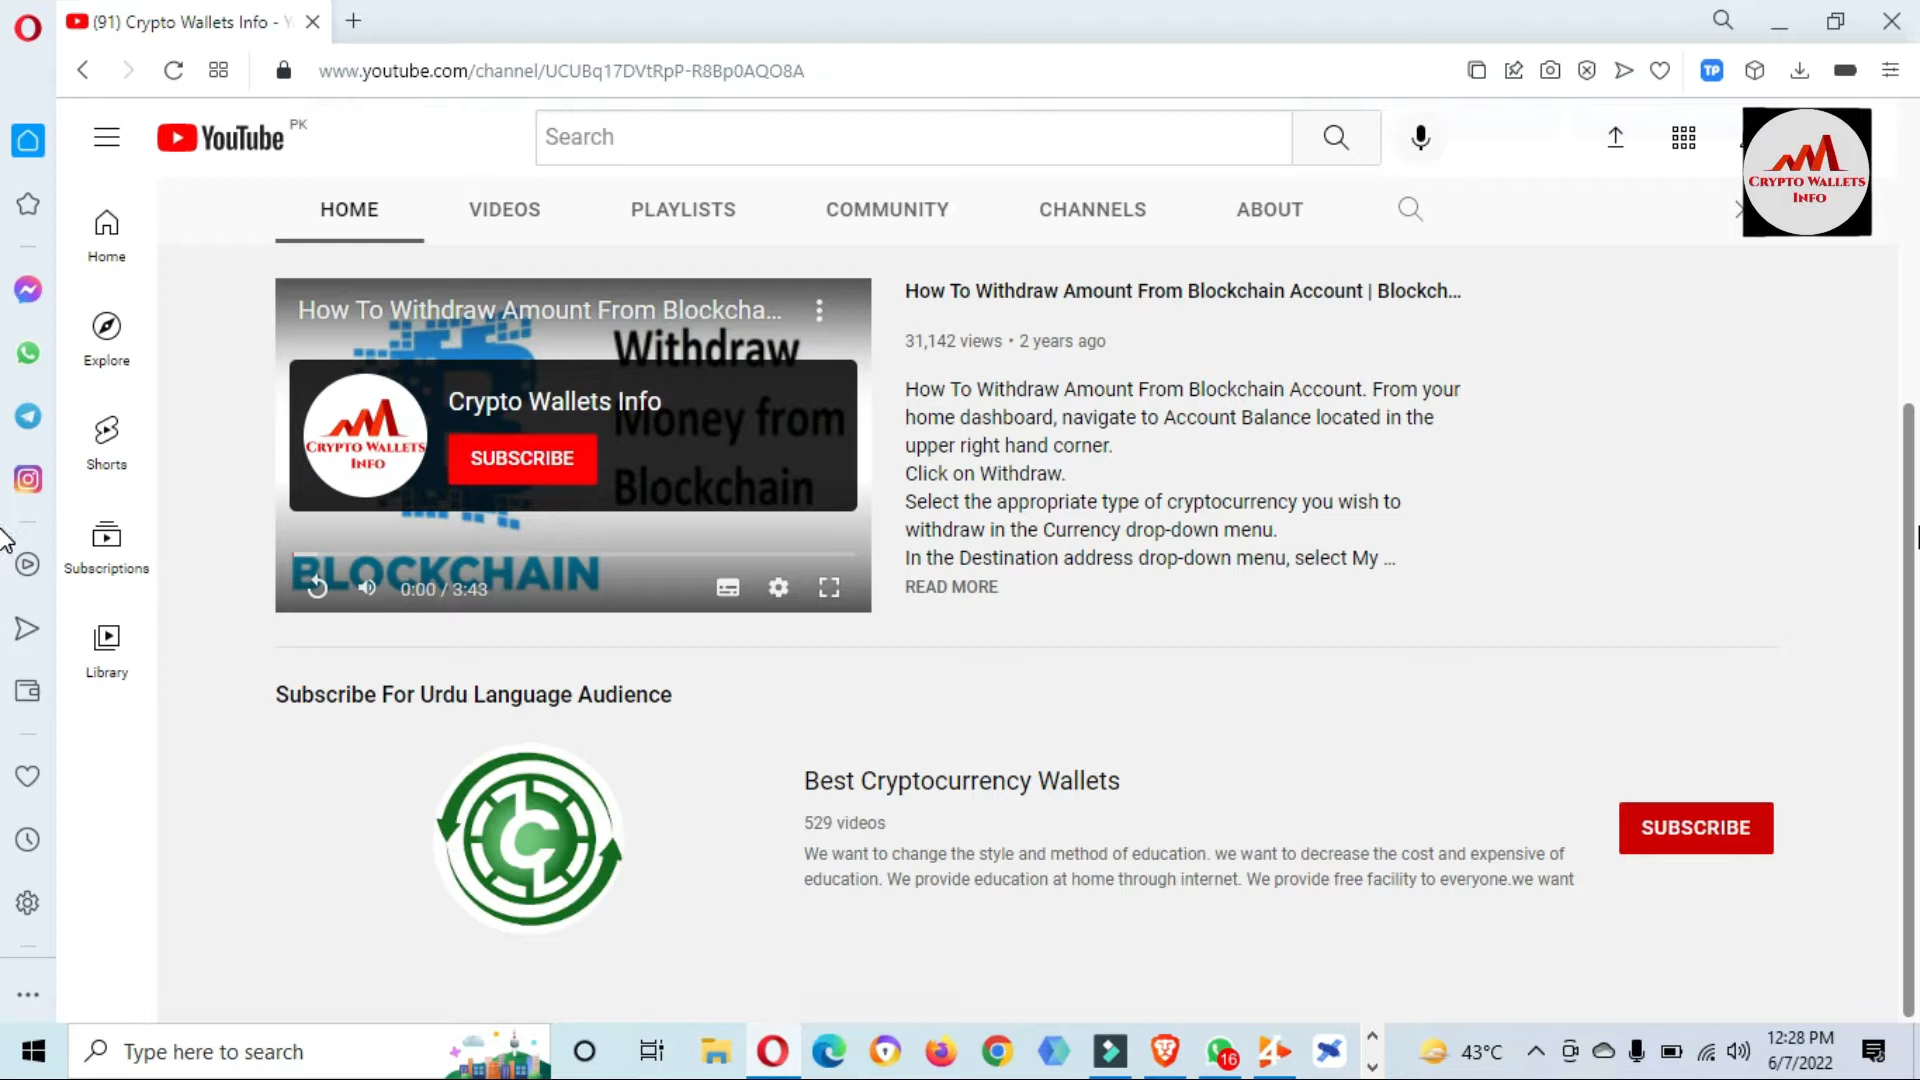 (91) Crypto Wallets Info - Y
www.youtube.com/channel/UCUBq17DVtRpP-R8Bp0AQO8A
TP
YouTube PK
Search
CRYPTO WALLETS
INFO
HOME VIDEOS PLAYLISTS COMMUNITY CHANNELS ABOUT
Home
Explore
Shorts
Subscriptions
Library
How To Withdraw Amount From Blockcha...
Withdraw
Money from
Blockchain
Crypto Wallets Info
SUBSCRIBE
CRYPTO WALLETS
INFO
BLOCKCHAIN
0:00 / 3:43
How To Withdraw Amount From Blockchain Account | Blockch...
31,142 views • 2 years ago
How To Withdraw Amount From Blockchain Account. From your
home dashboard, navigate to Account Balance located in the
upper right hand corner.
Click on Withdraw.
Select the appropriate type of cryptocurrency you wish to
withdraw in the Currency drop-down menu.
In the Destination address drop-down menu, select My ...
READ MORE
Subscribe For Urdu Language Audience
Best Cryptocurrency Wallets
529 videos
We want to change the style and method of education. we want to decrease the cost and expensive of
education. We provide education at home through internet. We provide free facility to everyone.we want
SUBSCRIBE
Type here to search
16
43°C
12:28 PM
6/7/2022